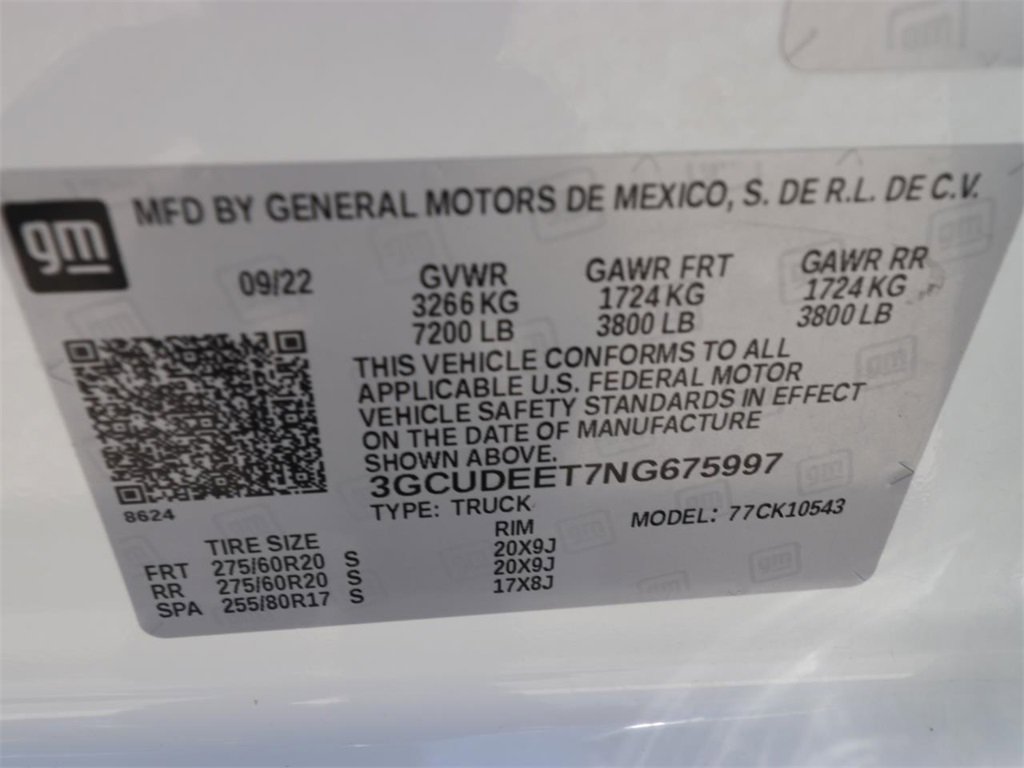 gm
MFD BY GENERAL MOTORS DE MEXICO, S. DE R.L. DE C.V.
09/22 GVWR GAWR FRT GAWR RR
3266 KG 1724 KG 1724 KG
7200 LB 3800 LB 3800 LB
THIS VEHICLE CONFORMS TO ALL
APPLICABLE U.S. FEDERAL MOTOR
VEHICLE SAFETY STANDARDS IN EFFECT
ON THE DATE OF MANUFACTURE
SHOWN ABOVE.
3GCUDEET7NG675997
8624
TYPE: TRUCK MODEL: 77CK10543
TIRE SIZE RIM
FRT 275/60R20 S 20X9J
RR 275/60R20 S 20X9J
SPA 255/80R17 S 17X8J